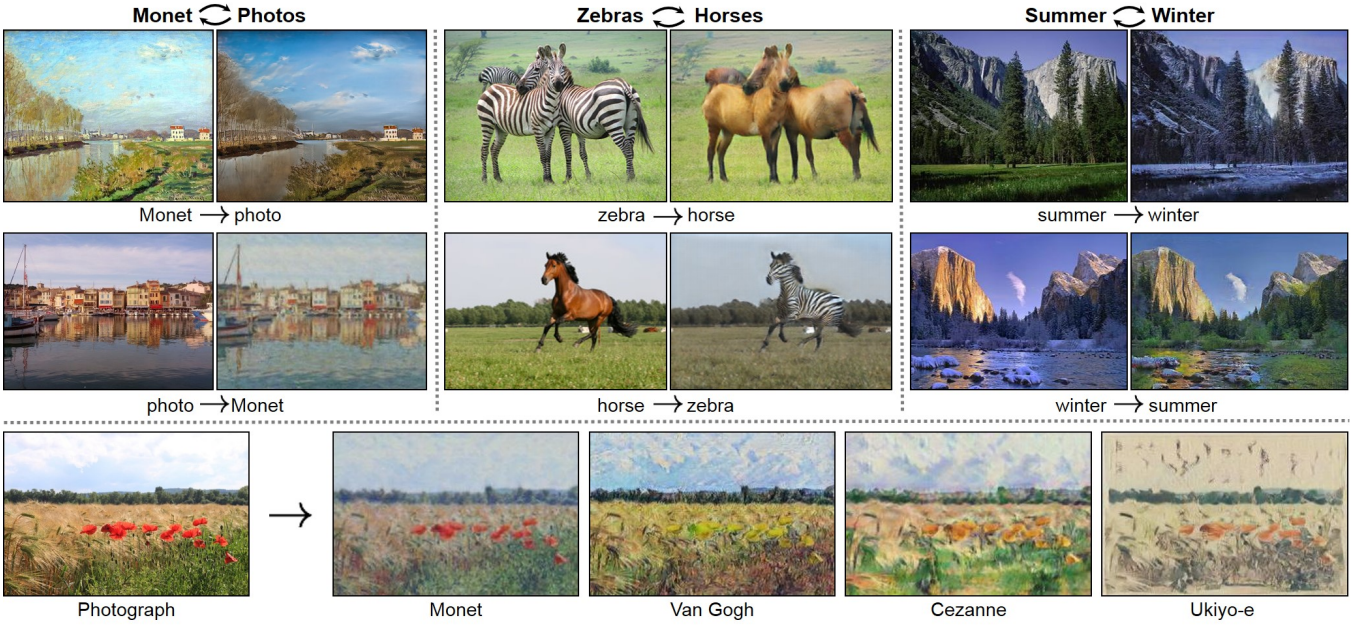 Monet ⇄ Photos
Zebras ⇄ Horses
Summer ⇄ Winter
Monet → photo
zebra → horse
summer → winter
photo → Monet
horse → zebra
winter → summer
Photograph
→
Monet
Van Gogh
Cezanne
Ukiyo-e